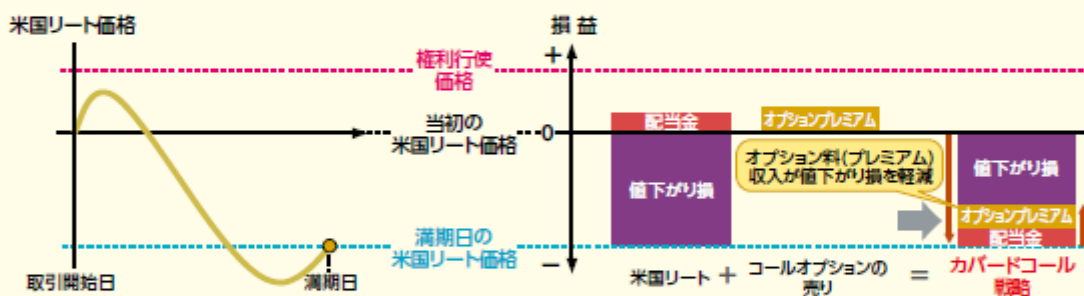 米国リート価格
取引開始日
満期日
権利行使
価格
当初の
米国リート価格
満期日の
米国リート価格
損益
+
0
−
配当金
値下がり損
オプションプレミアム
オプション料(プレミアム)
収入が値下がり損を軽減
値下がり損
オプションプレミアム
配当金
米国リート + コールオプションの
売り
= カバードコール
戦略